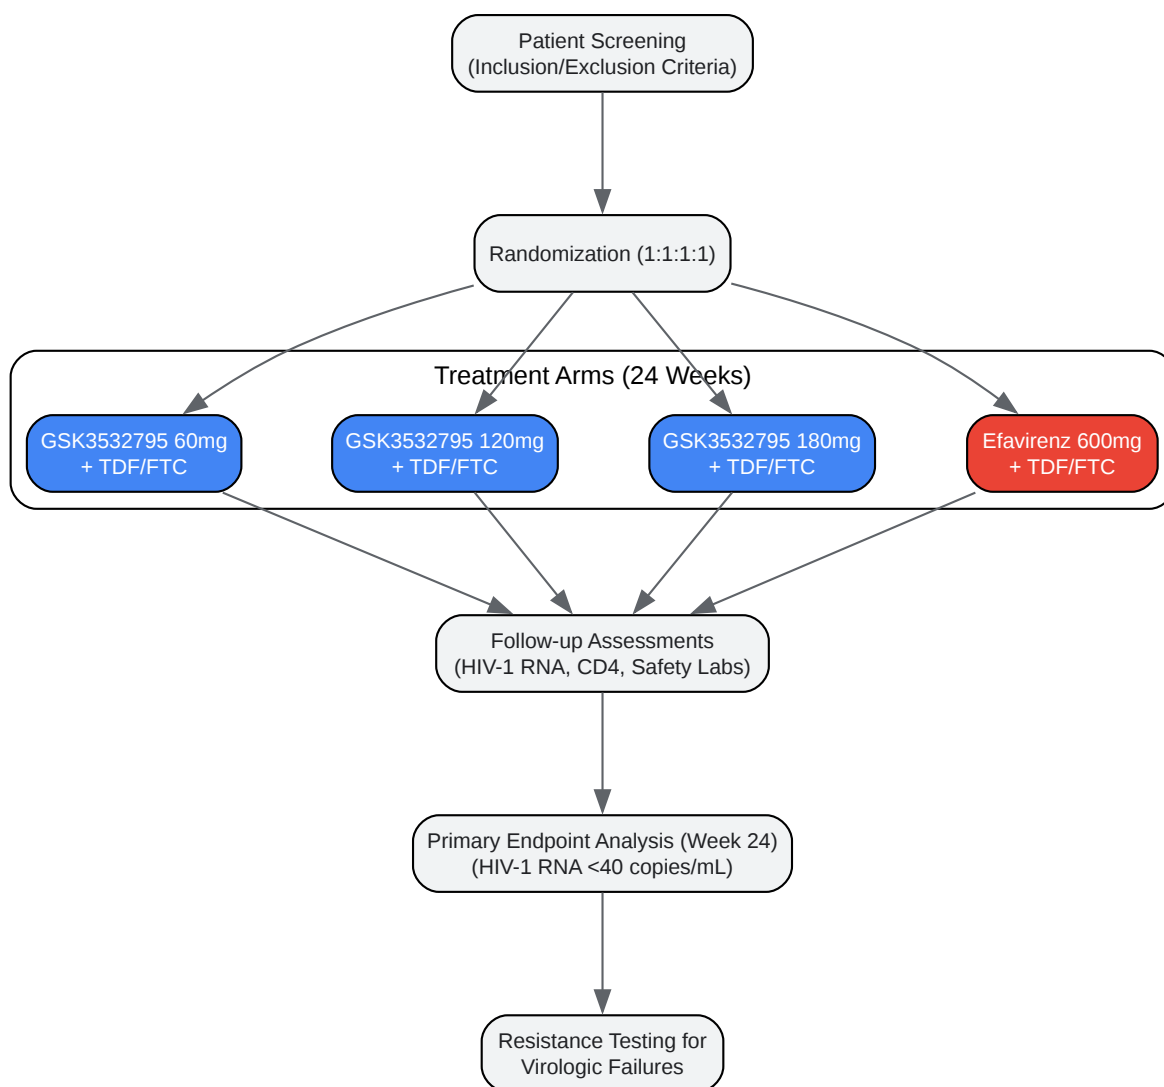 Patient Screening
(Inclusion/Exclusion Criteria)
Randomization (1:1:1:1)
Treatment Arms (24 Weeks)
GSK3532795 60mg
+ TDF/FTC
GSK3532795 120mg
+ TDF/FTC
GSK3532795 180mg
+ TDF/FTC
Efavirenz 600mg
+ TDF/FTC
Follow-up Assessments
(HIV-1 RNA, CD4, Safety Labs)
Primary Endpoint Analysis (Week 24)
(HIV-1 RNA <40 copies/mL)
Resistance Testing for
Virologic Failures